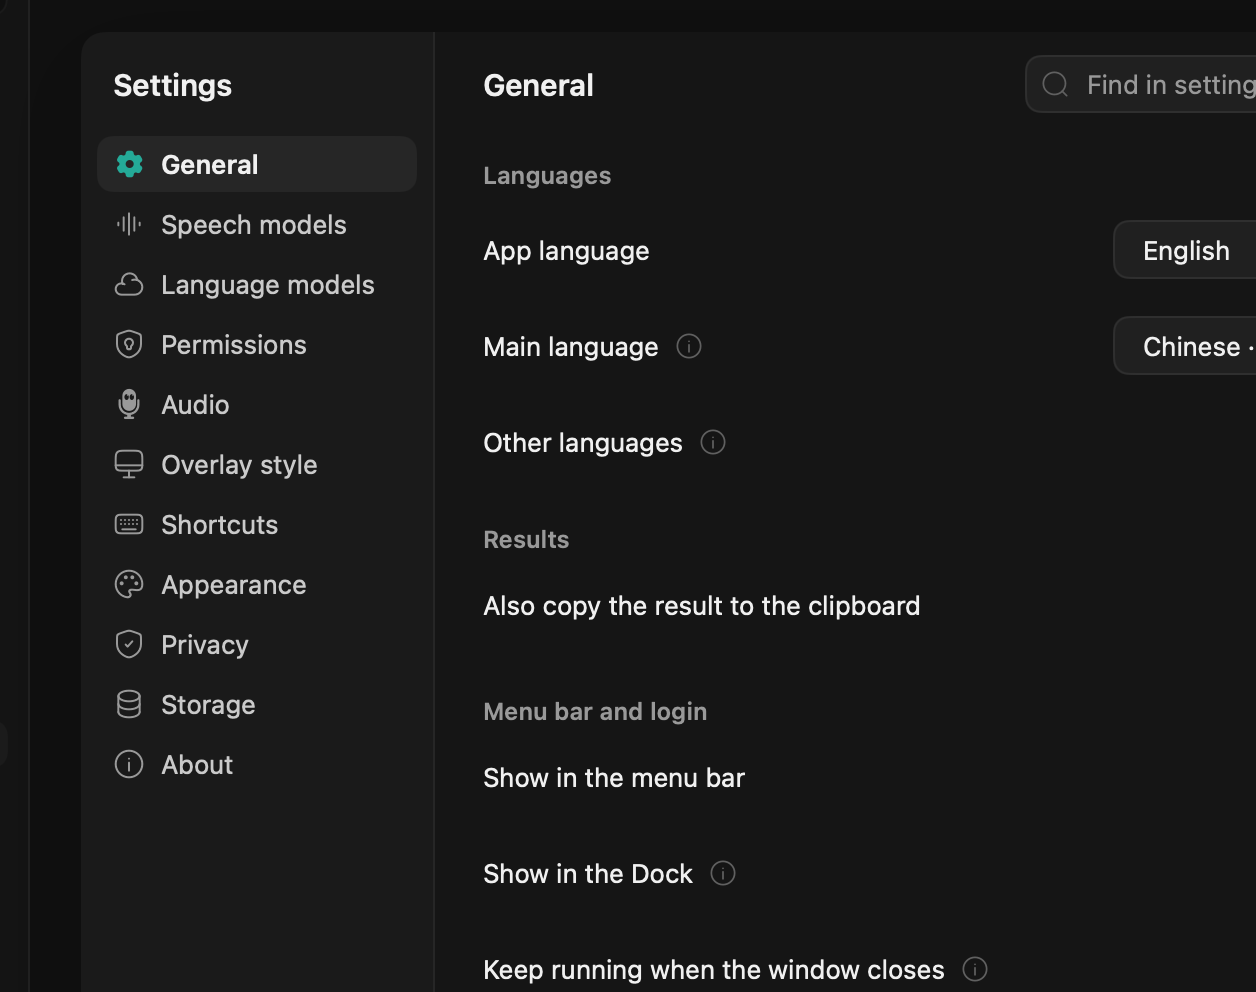 Settings
General
Speech models
Language models
Permissions
Audio
Overlay style
Shortcuts
Appearance
Privacy
Storage
About
General
Find in setting
Languages
App language
English
Main language
Chinese ·
Other languages
Results
Also copy the result to the clipboard
Menu bar and login
Show in the menu bar
Show in the Dock
Keep running when the window closes